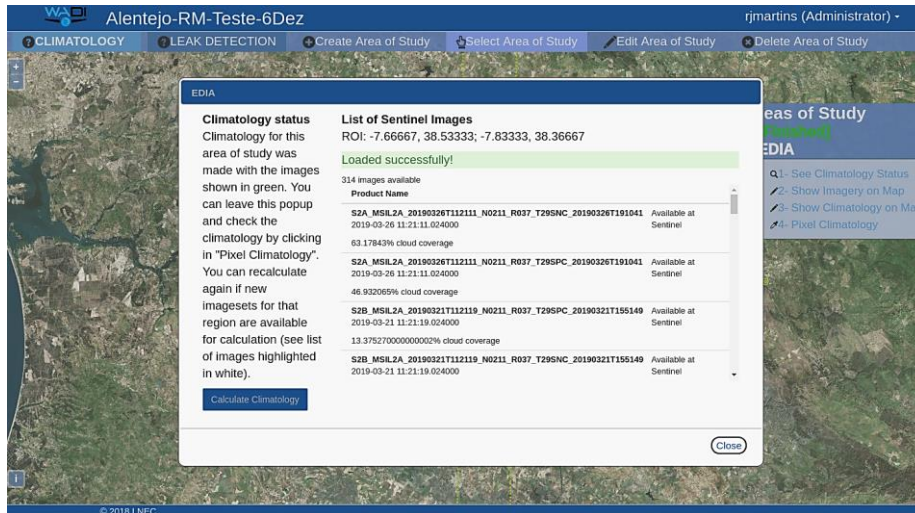 WADI
Alentejo-RM-Teste-6Dez
rjmartins (Administrator)
CLIMATOLOGY
LEAK DETECTION
Create Area of Study
Select Area of Study
Edit Area of Study
Delete Area of Study
+
-
EDIA
Climatology status
Climatology for this
area of study was
made with the images
shown in green. You
can leave this popup
and check the
climatology by clicking
in "Pixel Climatology".
You can recalculate
again if new
imagesets for that
region are available
for calculation (see list
of images highlighted
in white).
Calculate Climatology
List of Sentinel Images
ROI: -7.66667, 38.53333; -7.83333, 38.36667
Loaded successfully!
314 images available
Product Name
S2A_MSIL2A_20190326T112111_N0211_R037_T29SNC_20190326T191041 Available at
2019-03-26 11:21:11.024000 Sentinel
63.17843% cloud coverage
S2A_MSIL2A_20190326T112111_N0211_R037_T29SPC_20190326T191041 Available at
2019-03-26 11:21:11.024000 Sentinel
46.932065% cloud coverage
S2B_MSIL2A_20190321T112119_N0211_R037_T29SPC_20190321T155149 Available at
2019-03-21 11:21:19.024000 Sentinel
13.375270000000002% cloud coverage
S2B_MSIL2A_20190321T112119_N0211_R037_T29SNC_20190321T155149 Available at
2019-03-21 11:21:19.024000 Sentinel
Close
eas of Study
EDIA
1- See Climatology Status
2- Show Imagery on Map
3- Show Climatology on Ma
4- Pixel Climatology
i
© 2018 LNEC